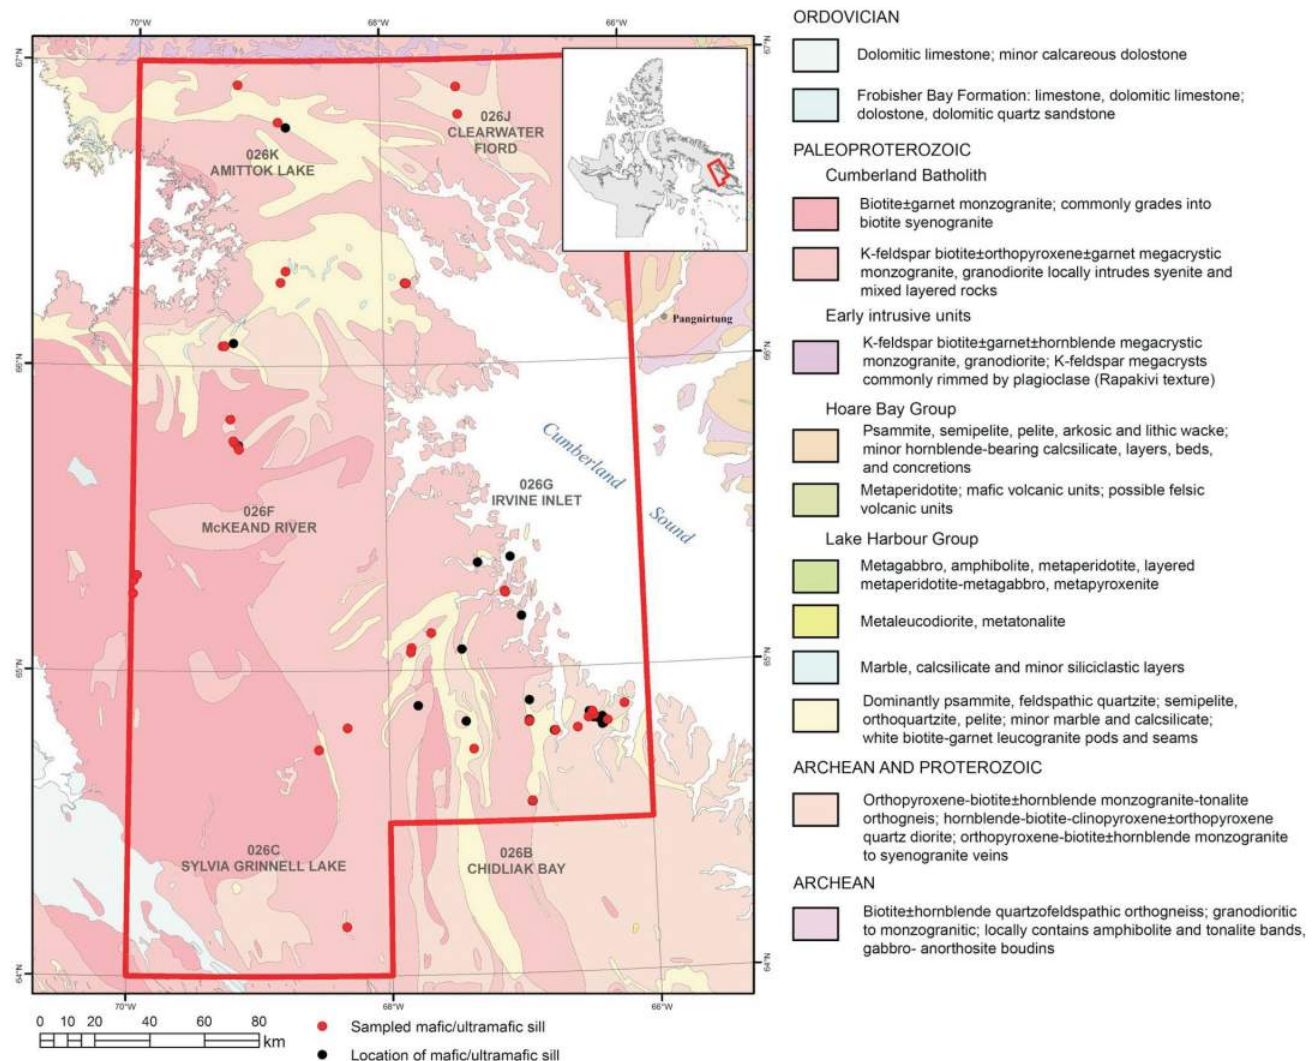 70°W
68°W
66°W
67°N
67°N
026J
CLEARWATER
FIORD
026K
AMITTOK LAKE
Pangnirtung
66°N
66°N
Cumberland
Sound
026G
IRVINE INLET
026F
McKEAND RIVER
65°N
65°N
026C
SYLVIA GRINNELL LAKE
026B
CHIDLIAK BAY
64°N
64°N
70°W
68°W
66°W
0 10 20 40 60 80
km
Sampled mafic/ultramafic sill
Location of mafic/ultramafic sill
ORDOVICIAN
Dolomitic limestone; minor calcareous dolostone
Frobisher Bay Formation: limestone, dolomitic limestone;
dolostone, dolomitic quartz sandstone
PALEOPROTEROZOIC
Cumberland Batholith
Biotite±garnet monzogranite; commonly grades into
biotite syenogranite
K-feldspar biotite±orthopyroxene±garnet megacrystic
monzogranite, granodiorite locally intrudes syenite and
mixed layered rocks
Early intrusive units
K-feldspar biotite±garnet±hornblende megacrystic
monzogranite, granodiorite; K-feldspar megacrysts
commonly rimmed by plagioclase (Rapakivi texture)
Hoare Bay Group
Psammite, semipelite, pelite, arkosic and lithic wacke;
minor hornblende-bearing calcsilicate, layers, beds,
and concretions
Metaperidotite; mafic volcanic units; possible felsic
volcanic units
Lake Harbour Group
Metagabbro, amphibolite, metaperidotite, layered
metaperidotite-metagabbro, metapyroxenite
Metaleucodiorite, metatonalite
Marble, calcsilicate and minor siliciclastic layers
Dominantly psammite, feldspathic quartzite; semipelite,
orthoquartzite, pelite; minor marble and calcsilicate;
white biotite-garnet leucogranite pods and seams
ARCHEAN AND PROTEROZOIC
Orthopyroxene-biotite±hornblende monzogranite-tonalite
orthogneis; hornblende-biotite-clinopyroxene±orthopyroxene
quartz diorite; orthopyroxene-biotite±hornblende monzogranite
to syenogranite veins
ARCHEAN
Biotite±hornblende quartzofeldspathic orthogneiss; granodioritic
to monzogranitic; locally contains amphibolite and tonalite bands,
gabbro- anorthosite boudins